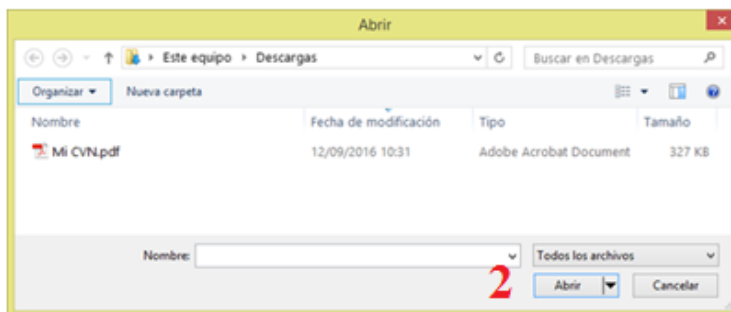 Abrir
Este equipo Descargas Buscar en Descargas
Organizar Nueva carpeta
Nombre Fecha de modificación Tipo Tamaño
Mi CVN.pdf 12/09/2016 10:31 Adobe Acrobat Document 327 KB
Nombre: Todos los archivos
2 Abrir Cancelar